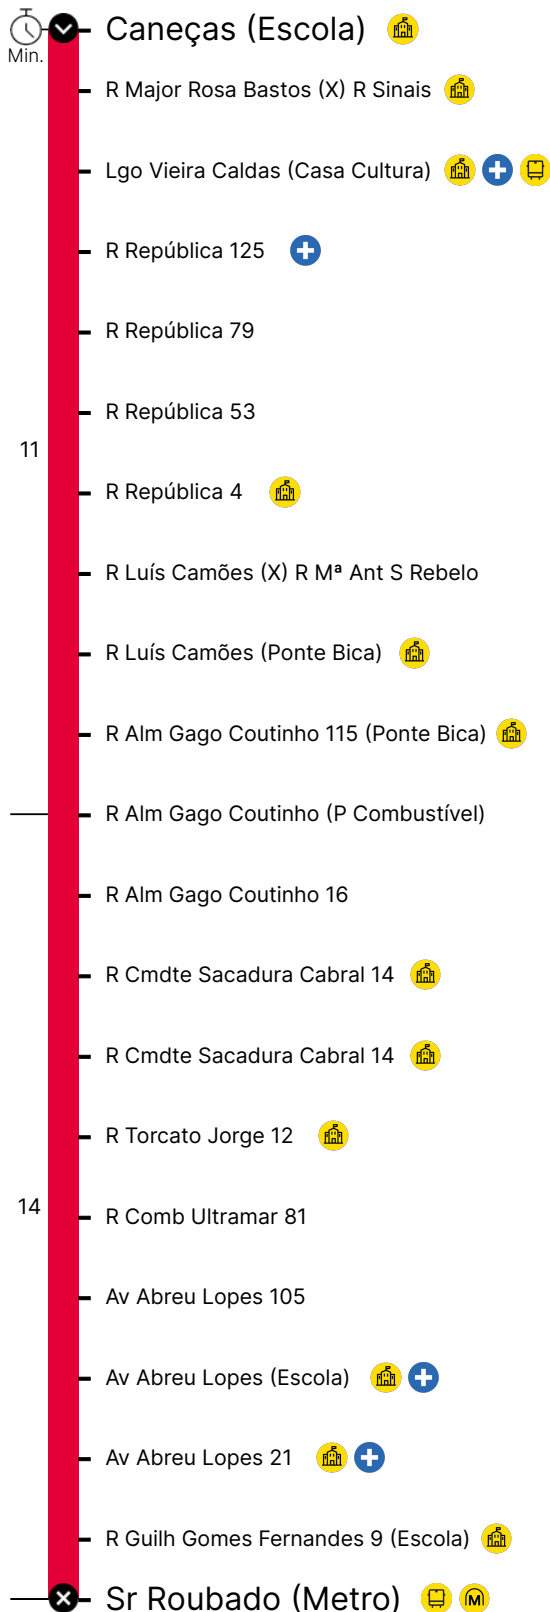 Caneças (Escola)
Min.
R Major Rosa Bastos (X) R Sinais
Lgo Vieira Caldas (Casa Cultura)
R República 125
R República 79
R República 53
11
R República 4
R Luís Camões (X) R Mª Ant S Rebelo
R Luís Camões (Ponte Bica)
R Alm Gago Coutinho 115 (Ponte Bica)
R Alm Gago Coutinho (P Combustível)
R Alm Gago Coutinho 16
R Cmdte Sacadura Cabral 14
R Cmdte Sacadura Cabral 14
R Torcato Jorge 12
14
R Comb Ultramar 81
Av Abreu Lopes 105
Av Abreu Lopes (Escola)
Av Abreu Lopes 21
R Guilh Gomes Fernandes 9 (Escola)
Sr Roubado (Metro) M